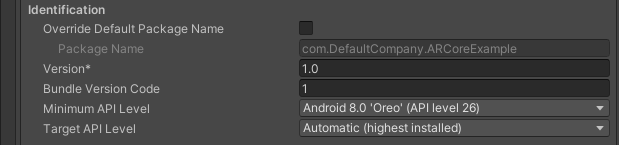 Identification
Override Default Package Name
Package Name com.DefaultCompany.ARCoreExample
Version* 1.0
Bundle Version Code 1
Minimum API Level Android 8.0 'Oreo' (API level 26)
Target API Level Automatic (highest installed)